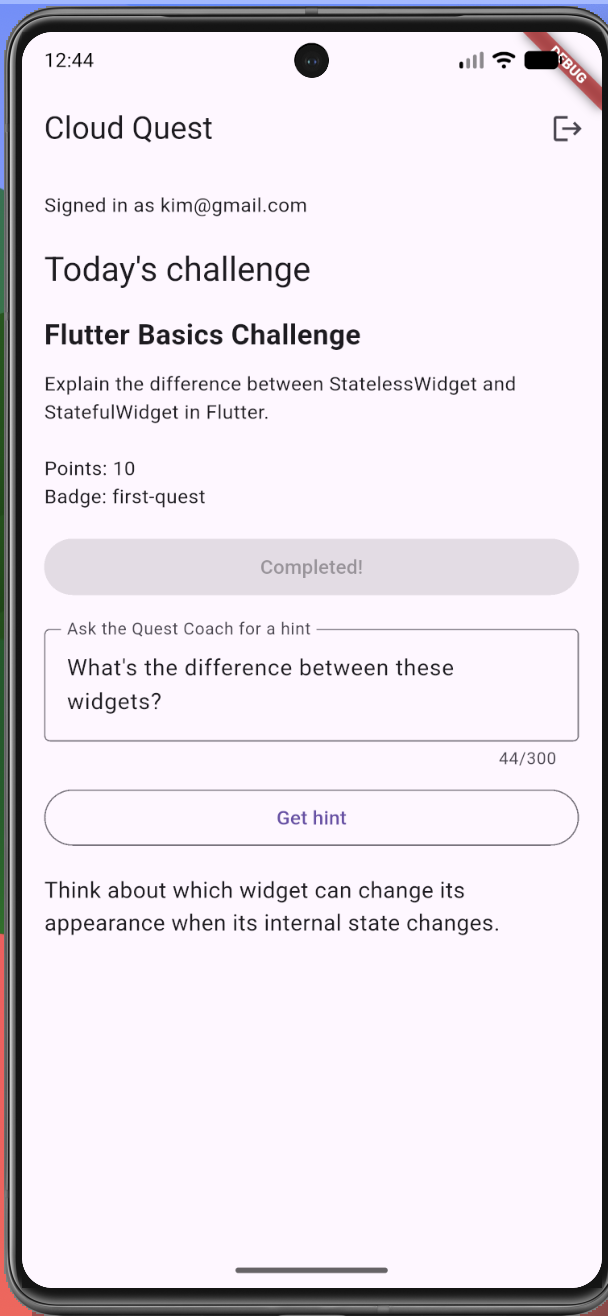 12:44
DEBUG
Cloud Quest
Signed in as kim@gmail.com
Today's challenge
Flutter Basics Challenge
Explain the difference between StatelessWidget and
StatefulWidget in Flutter.
Points: 10
Badge: first-quest
Completed!
Ask the Quest Coach for a hint
What's the difference between these
widgets?
44/300
Get hint
Think about which widget can change its
appearance when its internal state changes.